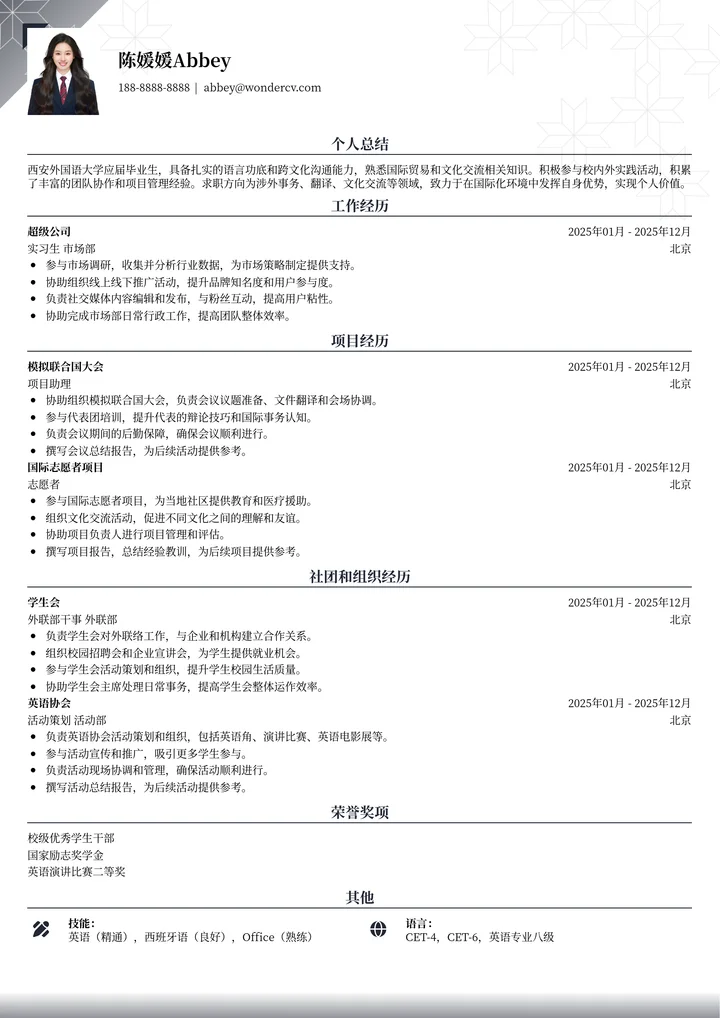 陈媛媛Abbey
188-8888-8888 | abbey@wondercv.com
个人总结
西安外国语大学应届毕业生，具备扎实的语言功底和跨文化沟通能力，熟悉国际贸易和文化交流相关知识。积极参与校内外实践活动，积累
了丰富的团队协作和项目管理经验。求职方向为涉外事务、翻译、文化交流等领域，致力于在国际化环境中发挥自身优势，实现个人价值。
工作经历
超级公司 2025年01月 - 2025年12月
实习生 市场部 北京
● 参与市场调研，收集并分析行业数据，为市场策略制定提供支持。
● 协助组织线上线下推广活动，提升品牌知名度和用户参与度。
● 负责社交媒体内容编辑和发布，与粉丝互动，提高用户粘性。
● 协助完成市场部日常行政工作，提高团队整体效率。
项目经历
模拟联合国大会 2025年01月 - 2025年12月
项目助理 北京
● 协助组织模拟联合国大会，负责会议议题准备、文件翻译和会场协调。
● 参与代表团培训，提升代表的辩论技巧和国际事务认知。
● 负责会议期间的后勤保障，确保会议顺利进行。
● 撰写会议总结报告，为后续活动提供参考。
国际志愿者项目 2025年01月 - 2025年12月
志愿者 北京
● 参与国际志愿者项目，为当地社区提供教育和医疗援助。
● 组织文化交流活动，促进不同文化之间的理解和友谊。
● 协助项目负责人进行项目管理和评估。
● 撰写项目报告，总结经验教训，为后续项目提供参考。
社团和组织经历
学生会 2025年01月 - 2025年12月
外联部干事 外联部 北京
● 负责学生会对外联络工作，与企业和机构建立合作关系。
● 组织校园招聘会和企业宣讲会，为学生提供就业机会。
● 参与学生会活动策划和组织，提升学生校园生活质量。
● 协助学生会主席处理日常事务，提高学生会整体运作效率。
英语协会 2025年01月 - 2025年12月
活动策划 活动部 北京
● 负责英语协会活动策划和组织，包括英语角、演讲比赛、英语电影展等。
● 参与活动宣传和推广，吸引更多学生参与。
● 负责活动现场协调和管理，确保活动顺利进行。
● 撰写活动总结报告，为后续活动提供参考。
荣誉奖项
校级优秀学生干部
国家励志奖学金
英语演讲比赛二等奖
其他
技能： 语言：
英语（精通），西班牙语（良好），Office（熟练） CET-4，CET-6，英语专业八级